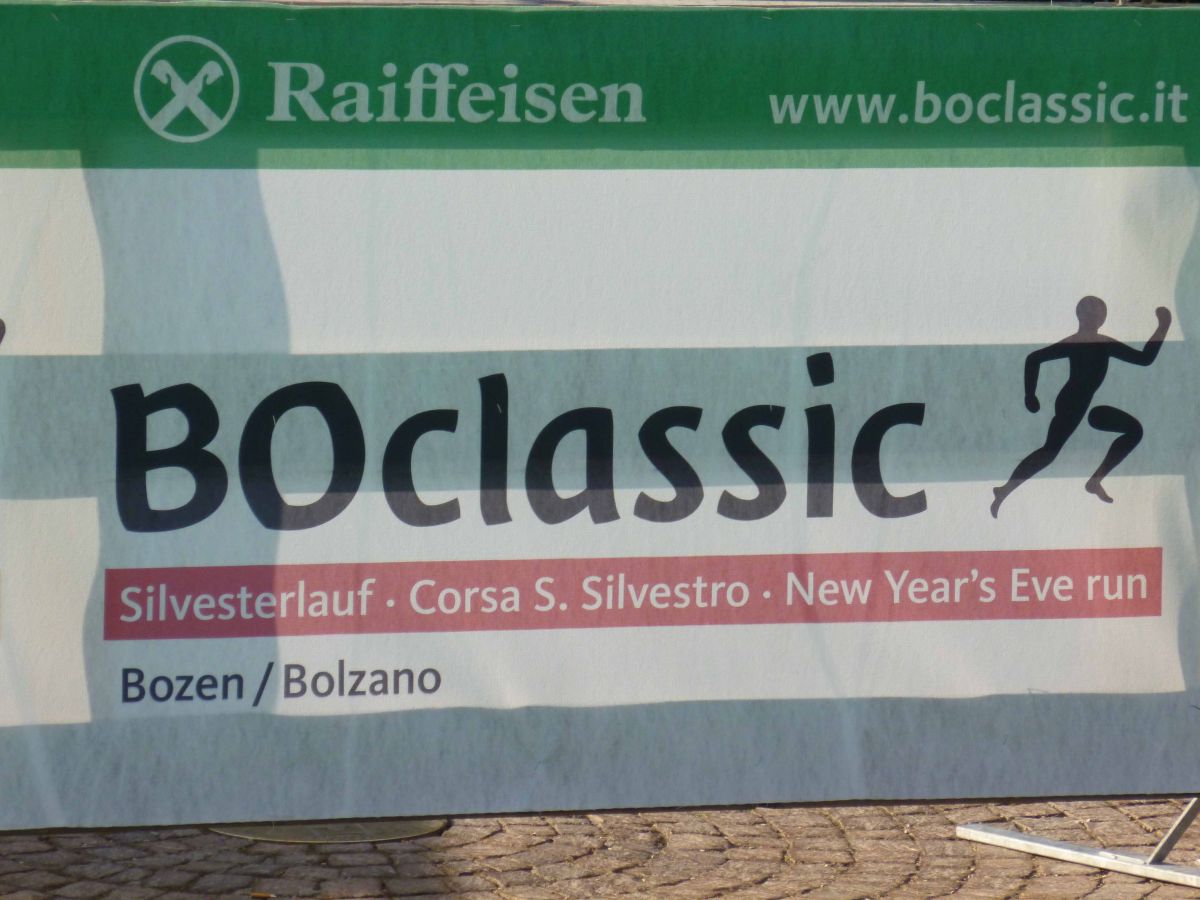 Raiffeisen www.boclassic.it
BOclassic
Silvesterlauf · Corsa S. Silvestro · New Year's Eve run
Bozen / Bolzano